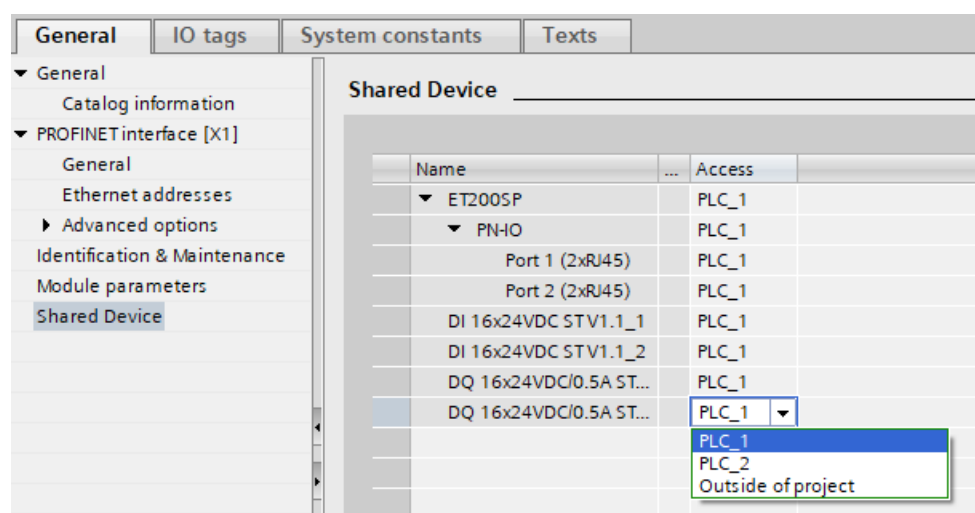 General IO tags System constants Texts
General
Catalog information
PROFINET interface [X1]
General
Ethernet addresses
Advanced options
Identification & Maintenance
Module parameters
Shared Device
Shared Device
Name ... Access
ET200SP PLC_1
PN-IO PLC_1
Port 1 (2xRJ45) PLC_1
Port 2 (2xRJ45) PLC_1
DI 16x24VDC ST V1.1_1 PLC_1
DI 16x24VDC ST V1.1_2 PLC_1
DQ 16x24VDC/0.5A ST... PLC_1
DQ 16x24VDC/0.5A ST... PLC_1
PLC_1
PLC_2
Outside of project